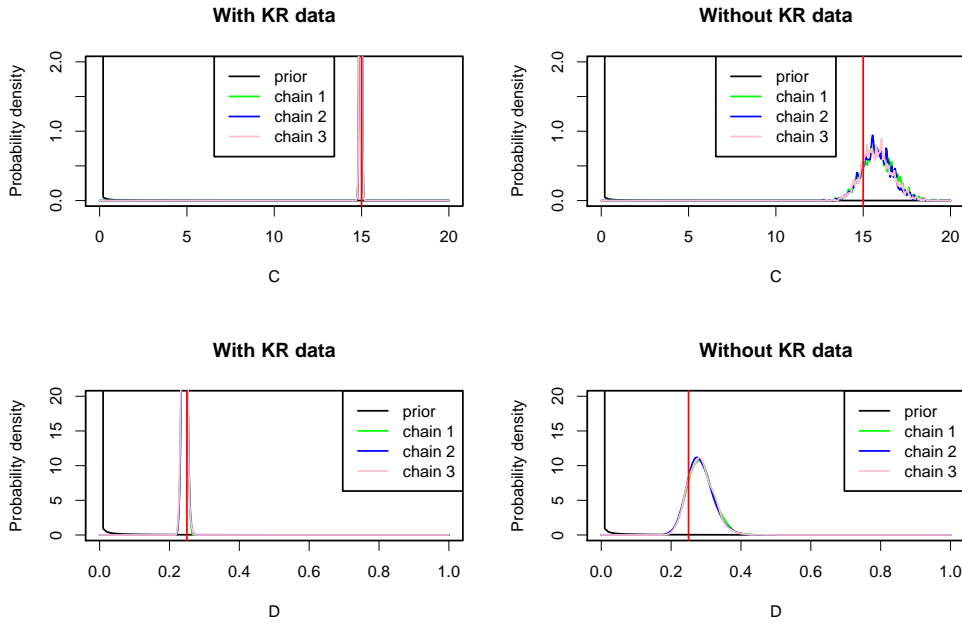 With KR data
Probability density
0.0 1.0 2.0
prior
chain 1
chain 2
chain 3
0 5 10 15 20
C
Without KR data
Probability density
0.0 1.0 2.0
prior
chain 1
chain 2
chain 3
0 5 10 15 20
C
With KR data
Probability density
0 5 10 15 20
prior
chain 1
chain 2
chain 3
0.0 0.2 0.4 0.6 0.8 1.0
D
Without KR data
Probability density
0 5 10 15 20
prior
chain 1
chain 2
chain 3
0.0 0.2 0.4 0.6 0.8 1.0
D